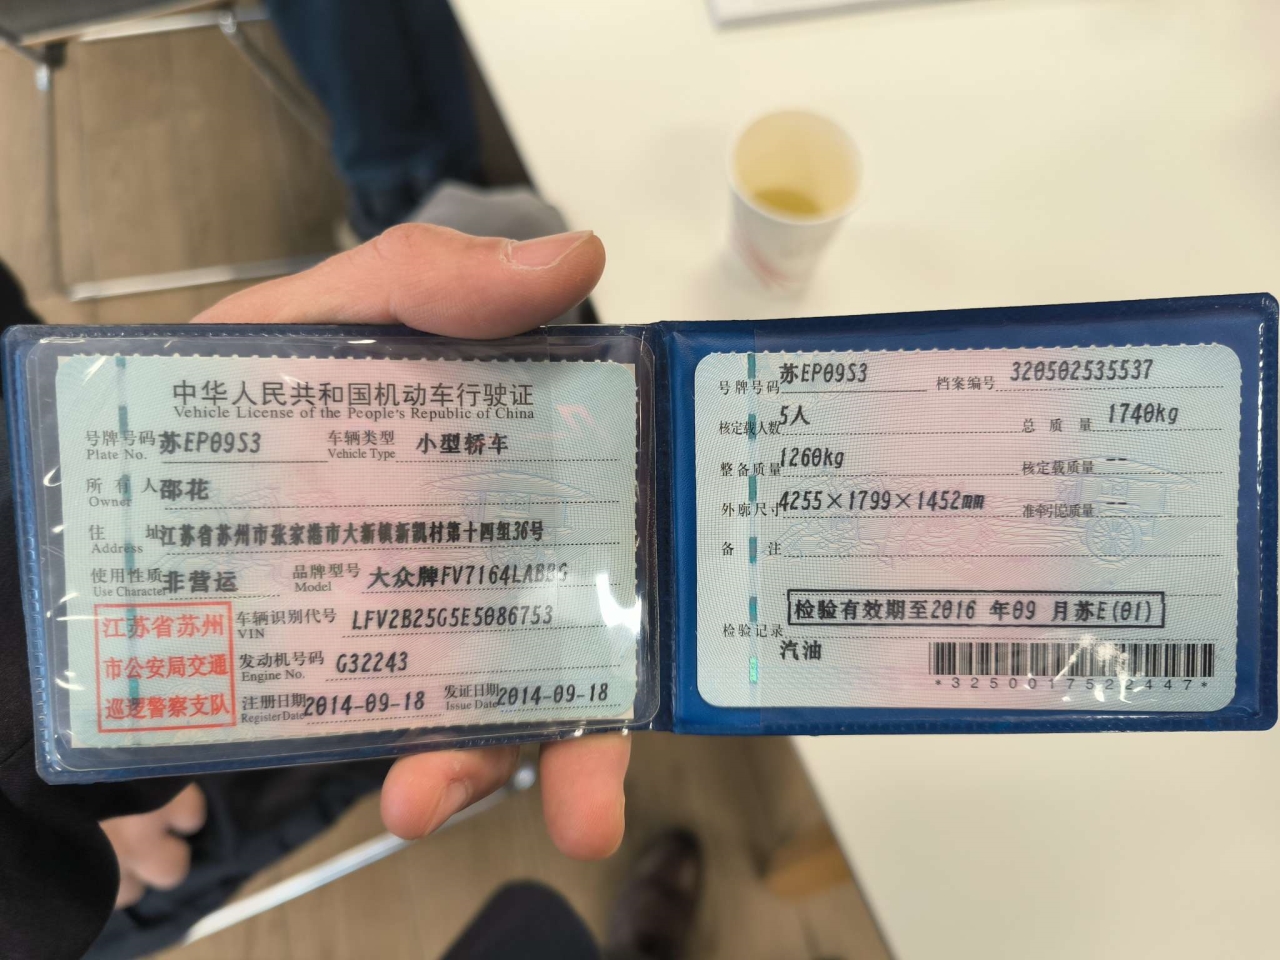 中华人民共和国机动车行驶证
Vehicle License of the People's Republic of China
号牌号码 苏EP09S3 车辆类型 小型轿车
Plate No. Vehicle Type
所有人 邵花
Owner
住址 江苏省苏州市张家港市大新镇新凯村第十四组36号
Address
使用性质 非营运 品牌型号 大众牌FV7164LABBG
Use Character Model
江苏省苏州
市公安局交通
巡逻警察支队
车辆识别代号 LFV2B25G5E5086753
VIN
发动机号码 G32243
Engine No.
注册日期 2014-09-18 发证日期 2014-09-18
Register Date Issue Date
号牌号码 苏EP09S3 档案编号 320502535537
核定载人数 5人 总质量 1740kg
整备质量 1260kg 核定载质量 --
外廓尺寸 4255×1799×1452mm 准牵引总质量 --
备注
检验有效期至2016 年09 月苏E(01)
检验记录
汽油
*3250017522447*